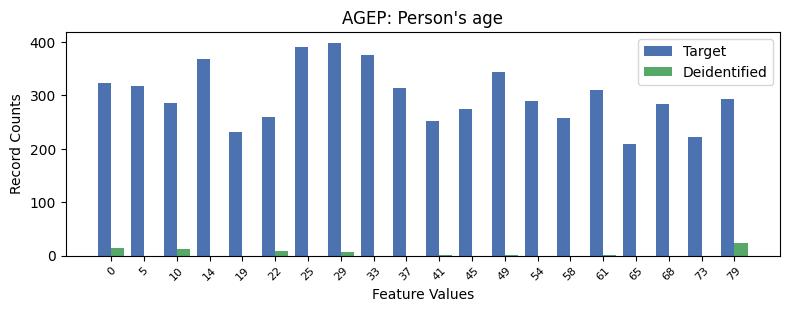 AGEP: Person's age
Target
Deidentified
Record Counts
400
300
200
100
0
0 5 10 14 19 22 25 29 33 37 41 45 49 54 58 61 65 68 73 79
Feature Values